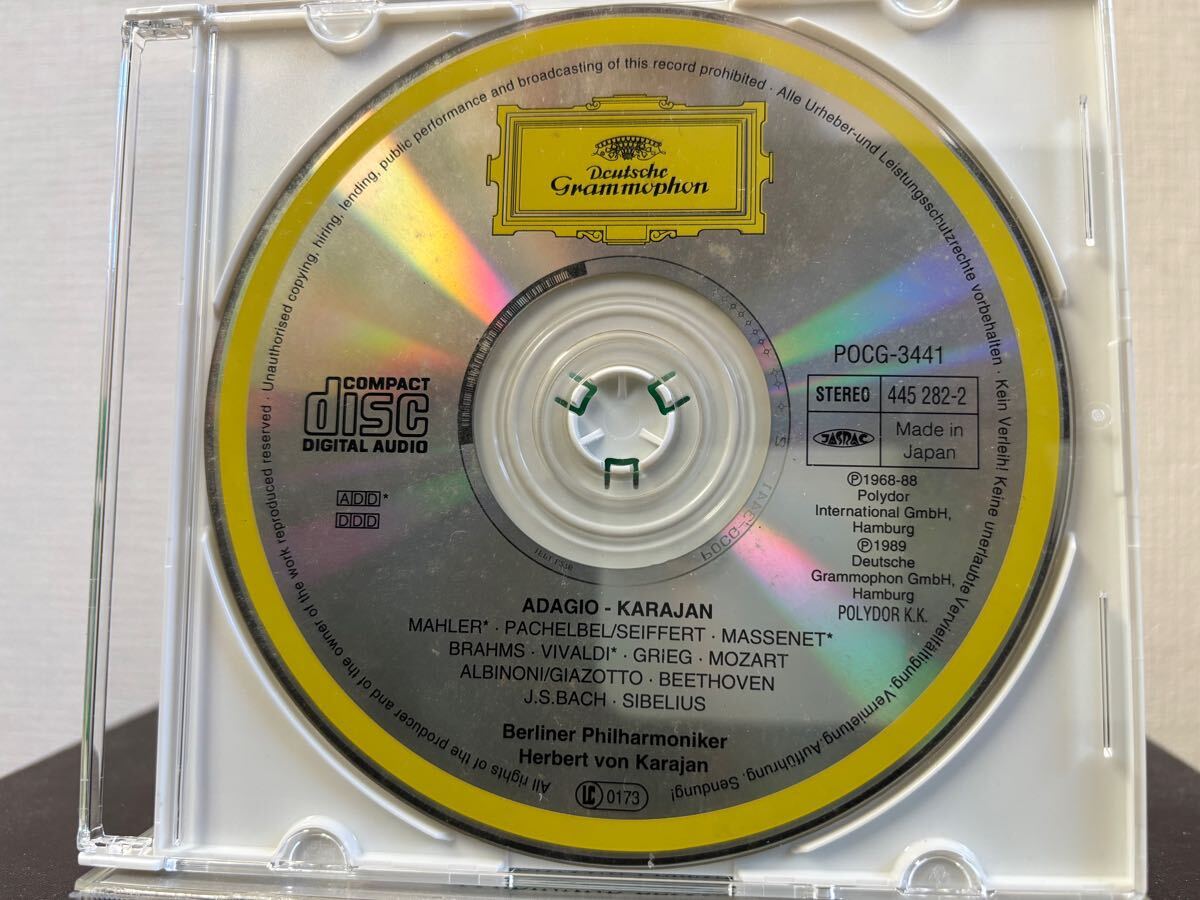 All rights of the producer and of the owner of the work reproduced reserved · Unauthorised copying, hiring, lending, public performance and broadcasting of this record prohibited · Alle Urheber-und Leistungsschutzrechte vorbehalten · Kein Verleih! Keine unerlaubte Vervielfältigung, Vermietung, Aufführung, Sendung!
Deutsche
Grammophon
COMPACT
disc
DIGITAL AUDIO
ADD*
DDD
POCG-3441
STEREO
445 282-2
JASRAC
Made in
Japan
Ⓟ1968-88
Polydor
International GmbH,
Hamburg
Ⓟ1989
Deutsche
Grammophon GmbH,
Hamburg
POLYDOR K.K.
POCG-3441
ADAGIO - KARAJAN
MAHLER* · PACHELBEL/SEIFFERT · MASSENET*
BRAHMS · VIVALDI* · GRIEG · MOZART
ALBINONI/GIAZOTTO · BEETHOVEN
J.S.BACH · SIBELIUS
Berliner Philharmoniker
Herbert von Karajan
LC 0173